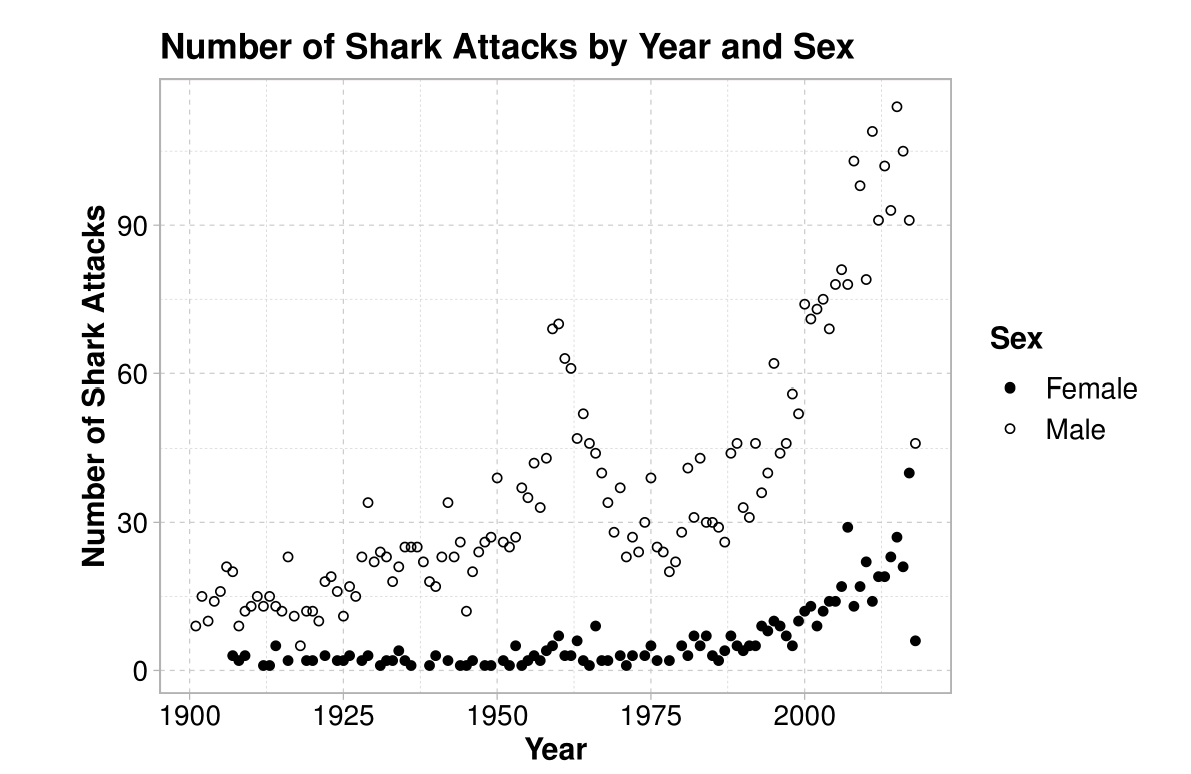 Number of Shark Attacks by Year and Sex
Number of Shark Attacks
90
60
30
0
1900 1925 1950 1975 2000
Year
Sex
Female
Male